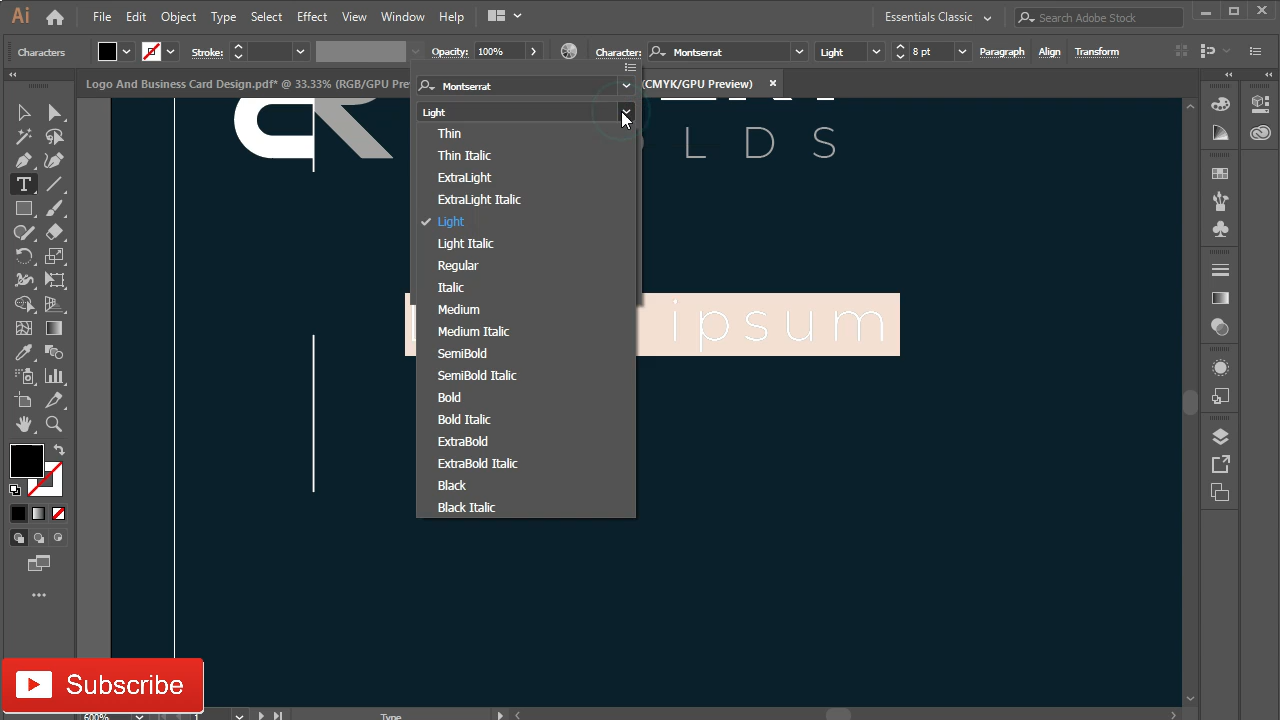 Ai File Edit Object Type Select Effect View Window Help Essentials Classic Search Adobe Stock
Characters Stroke: Opacity: 100% Character: Montserrat Light 8 pt Paragraph Align Transform
Logo And Business Card Design.pdf* @ 33.33% (RGB/GPU Pre (CMYK/GPU Preview)
Montserrat
Light
Thin
Thin Italic
ExtraLight
ExtraLight Italic
Light
Light Italic
Regular
Italic
Medium
Medium Italic
SemiBold
SemiBold Italic
Bold
Bold Italic
ExtraBold
ExtraBold Italic
Black
Black Italic
L D S
ipsum
Subscribe
600% 1 Type